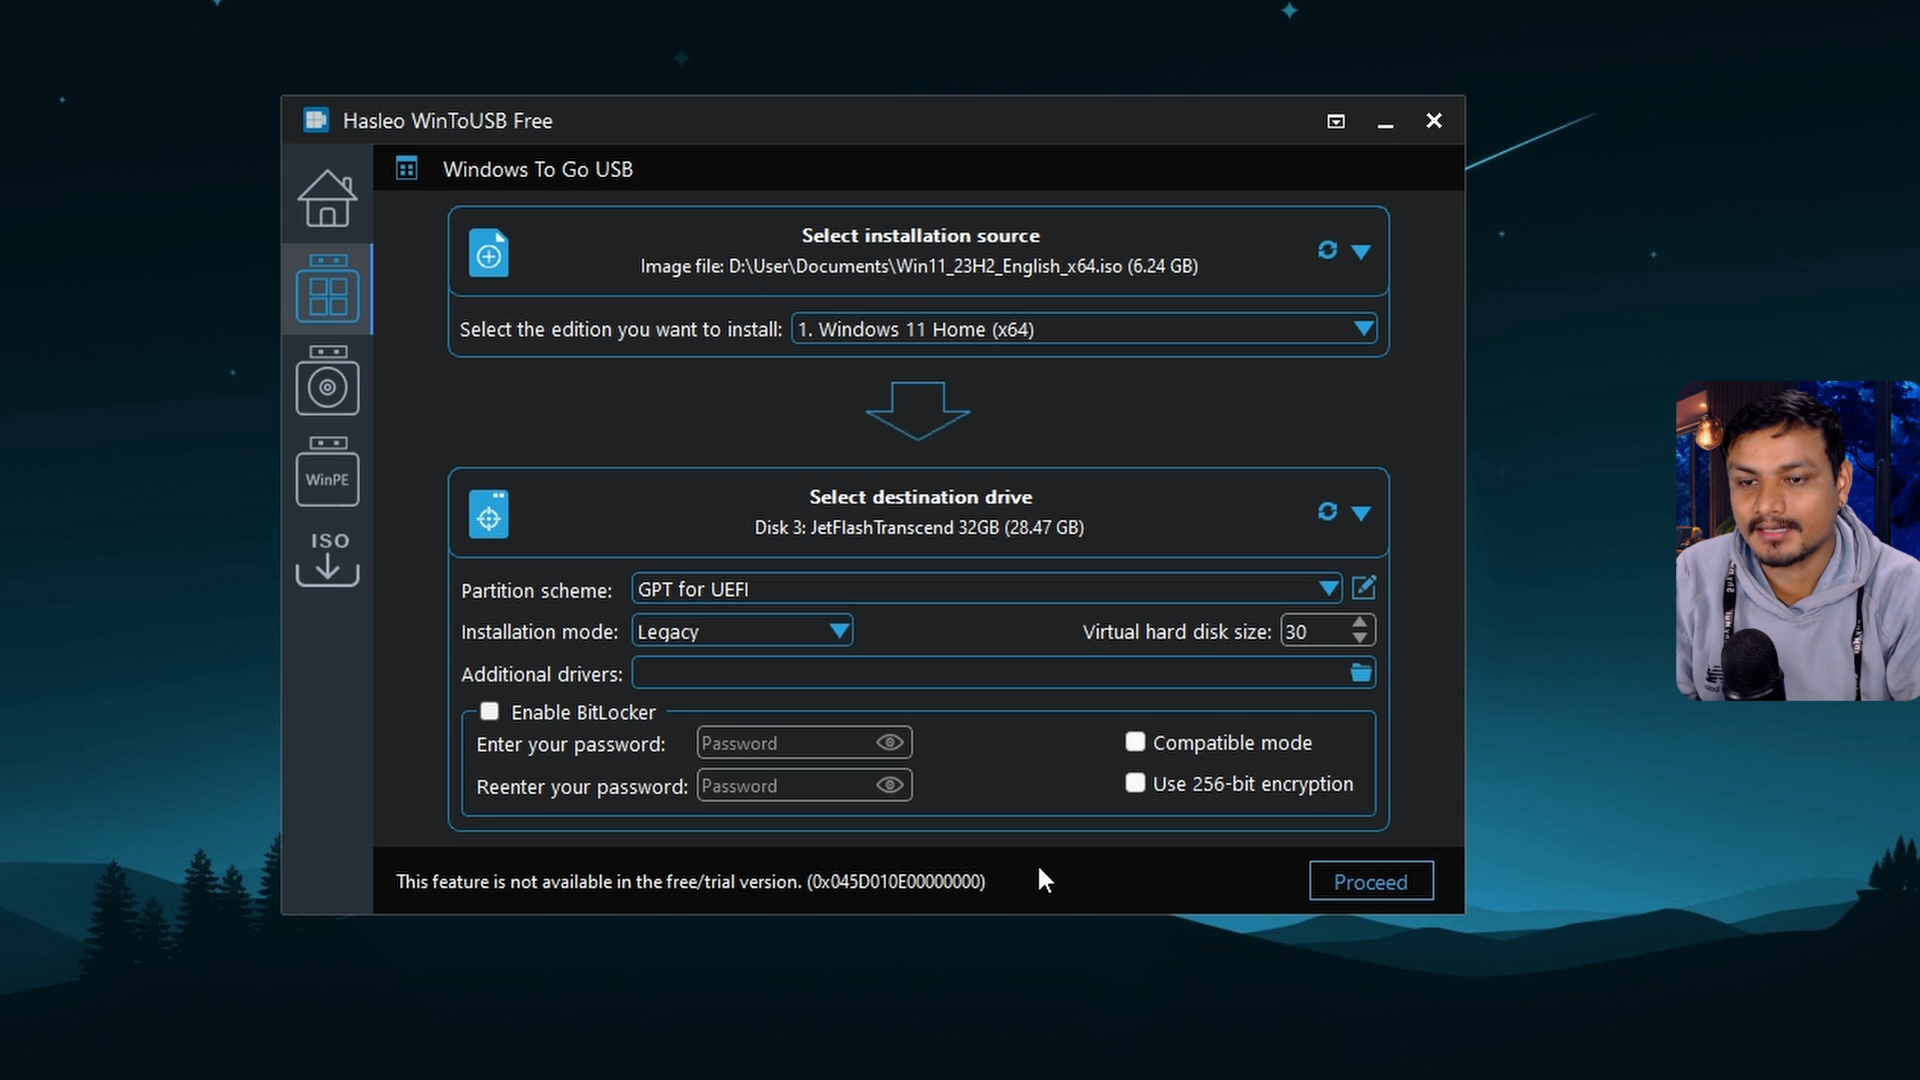 Hasleo WinToUSB Free
Windows To Go USB
Select installation source
Image file: D:\User\Documents\Win11_23H2_English_x64.iso (6.24 GB)
Select the edition you want to install: 1. Windows 11 Home (x64)
WinPE
ISO
Select destination drive
Disk 3: JetFlashTranscend 32GB (28.47 GB)
Partition scheme: GPT for UEFI
Installation mode: Legacy Virtual hard disk size: 30
Additional drivers:
Enable BitLocker
Enter your password: Password Compatible mode
Reenter your password: Password Use 256-bit encryption
This feature is not available in the free/trial version. (0x045D010E00000000) Proceed